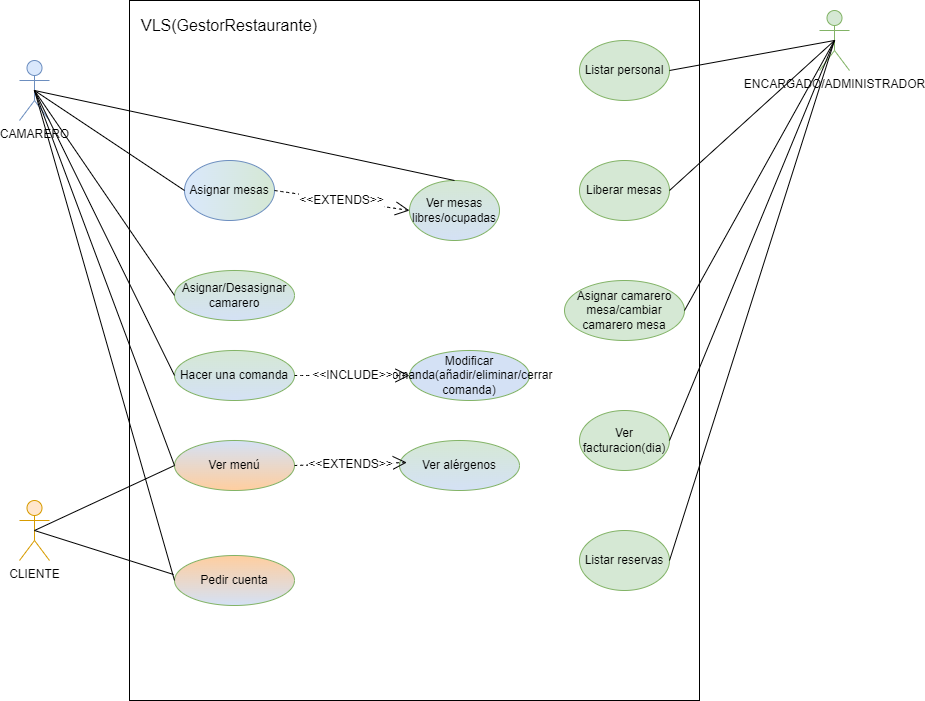 VLS(GestorRestaurante)
CAMARERO
ENCARGADO/ADMINISTRADOR
Listar personal
Asignar mesas
<<EXTENDS>>
Ver mesas
libres/ocupadas
Liberar mesas
Asignar/Desasignar
camarero
Asignar camarero
mesa/cambiar
camarero mesa
Hacer una comanda
<<INCLUDE>>
Modificar
omanda(añadir/eliminar/cerrar
comanda)
Ver menú
<<EXTENDS>>
Ver alérgenos
Ver
facturacion(dia)
CLIENTE
Pedir cuenta
Listar reservas